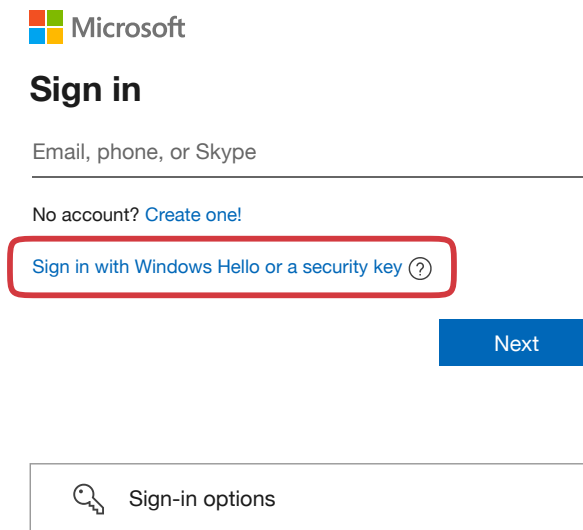 Microsoft
Sign in
Email, phone, or Skype
No account? Create one!
Sign in with Windows Hello or a security key ?
Next
Sign-in options